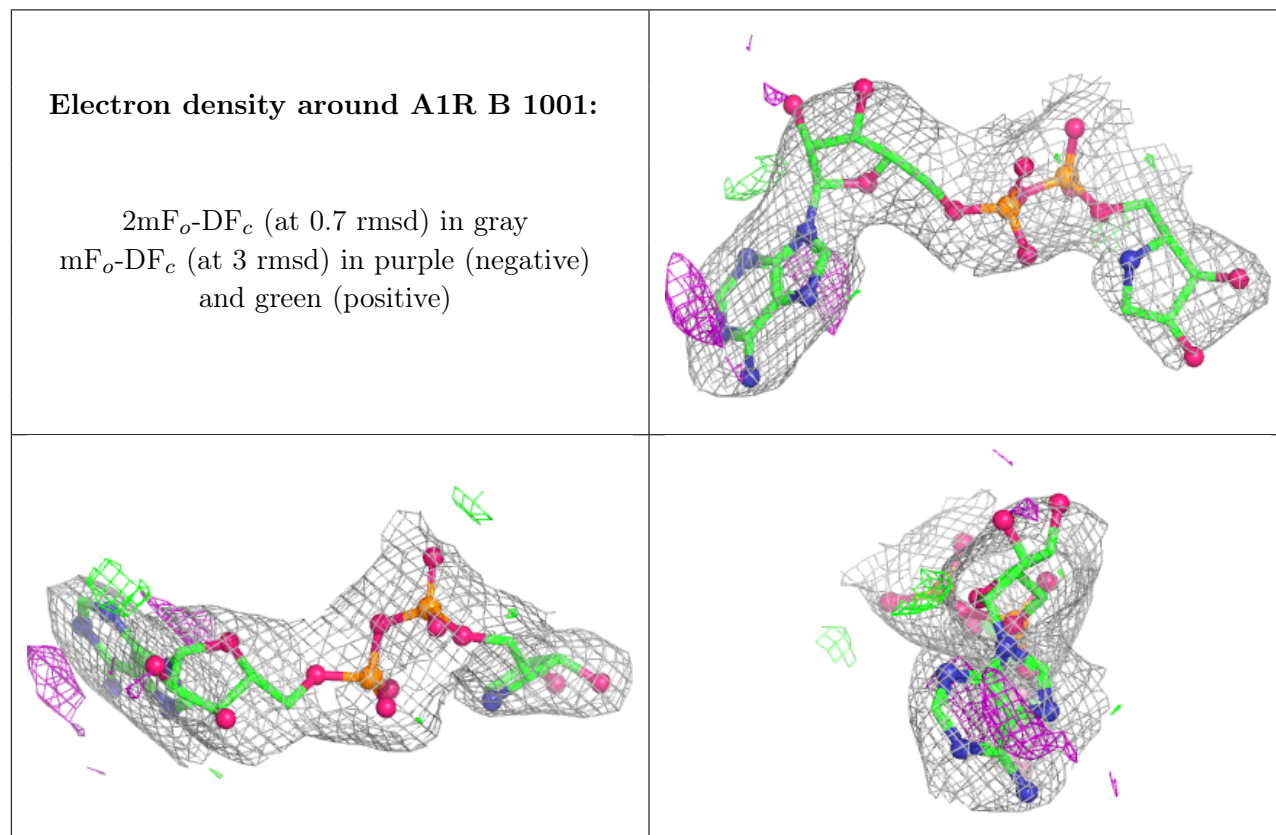 Electron density around A1R B 1001:
2mFₒ-DF𝒸 (at 0.7 rmsd) in gray
mFₒ-DF𝒸 (at 3 rmsd) in purple (negative)
and green (positive)